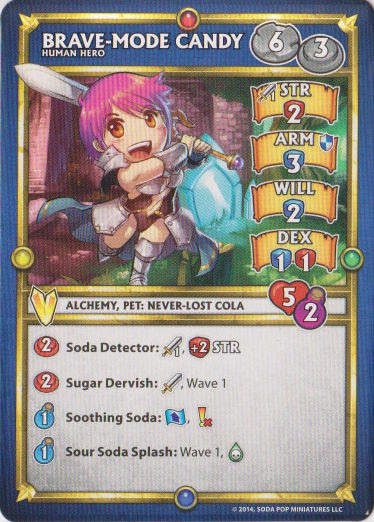 BRAVE-MODE CANDY 6 3
HUMAN HERO
1 STR
2
ARM
3
WILL
2
DEX
1 1
5
2
ALCHEMY, PET: NEVER-LOST COLA
2 Soda Detector: 1, +2 STR
2 Sugar Dervish: , Wave 1
1 Soothing Soda: ,
1 Sour Soda Splash: Wave 1,
© 2014, SODA POP MINIATURES LLC